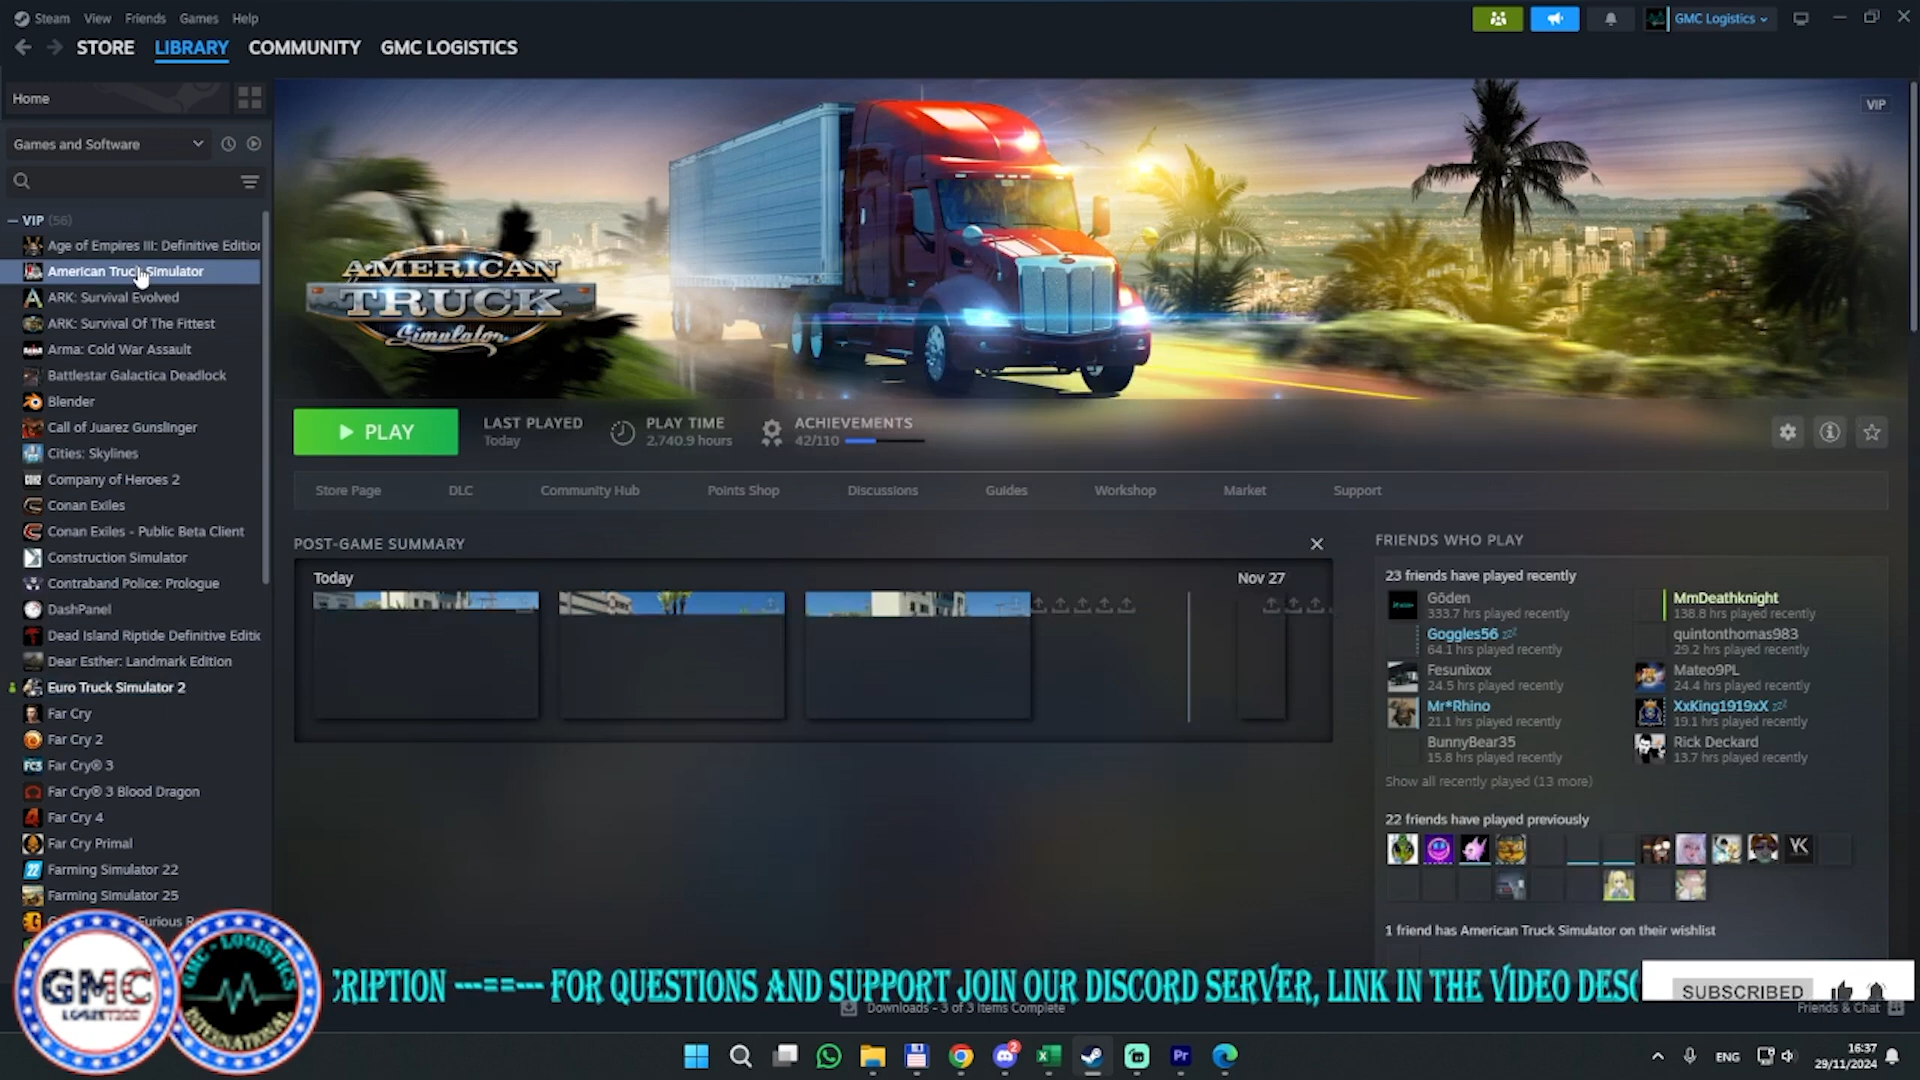 Steam View Friends Games Help
GMC Logistics
STORE LIBRARY COMMUNITY GMC LOGISTICS
Home
Games and Software
VIP (56)
Age of Empires III: Definitive Edition
American Truck Simulator
ARK: Survival Evolved
ARK: Survival Of The Fittest
Arma: Cold War Assault
Battlestar Galactica Deadlock
Blender
Call of Juarez Gunslinger
Cities: Skylines
Company of Heroes 2
Conan Exiles
Conan Exiles - Public Beta Client
Construction Simulator
Contraband Police: Prologue
DashPanel
Dead Island Riptide Definitive Editi
Dear Esther: Landmark Edition
Euro Truck Simulator 2
Far Cry
Far Cry 2
Far Cry® 3
Far Cry® 3 Blood Dragon
Far Cry 4
Far Cry Primal
Farming Simulator 22
Farming Simulator 25
VIP
AMERICAN
TRUCK
Simulator
PLAY
LAST PLAYED
Today
PLAY TIME
2,740.9 hours
ACHIEVEMENTS
42/110
Store Page DLC Community Hub Points Shop Discussions Guides Workshop Market Support
POST-GAME SUMMARY
Today
Nov 27
FRIENDS WHO PLAY
23 friends have played recently
Göden
333.7 hrs played recently
MmDeathknight
138.8 hrs played recently
Goggles56
64.1 hrs played recently
quintonthomas983
29.2 hrs played recently
Fesunixox
24.5 hrs played recently
Mateo9PL
24.4 hrs played recently
Mr*Rhino
21.1 hrs played recently
XxKing1919xX
19.1 hrs played recently
BunnyBear35
15.8 hrs played recently
Rick Deckard
13.7 hrs played recently
Show all recently played (13 more)
22 friends have played previously
1 friend has American Truck Simulator on their wishlist
GMC
LOGISTICS
GMC - LOGISTICS
INTERNATIONAL
CRIPTION ---==--- FOR QUESTIONS AND SUPPORT JOIN OUR DISCORD SERVER, LINK IN THE VIDEO DESC
SUBSCRIBED
Downloads - 3 of 3 Items Complete
Friends & Chat
2
ENG
16:37
29/11/2024